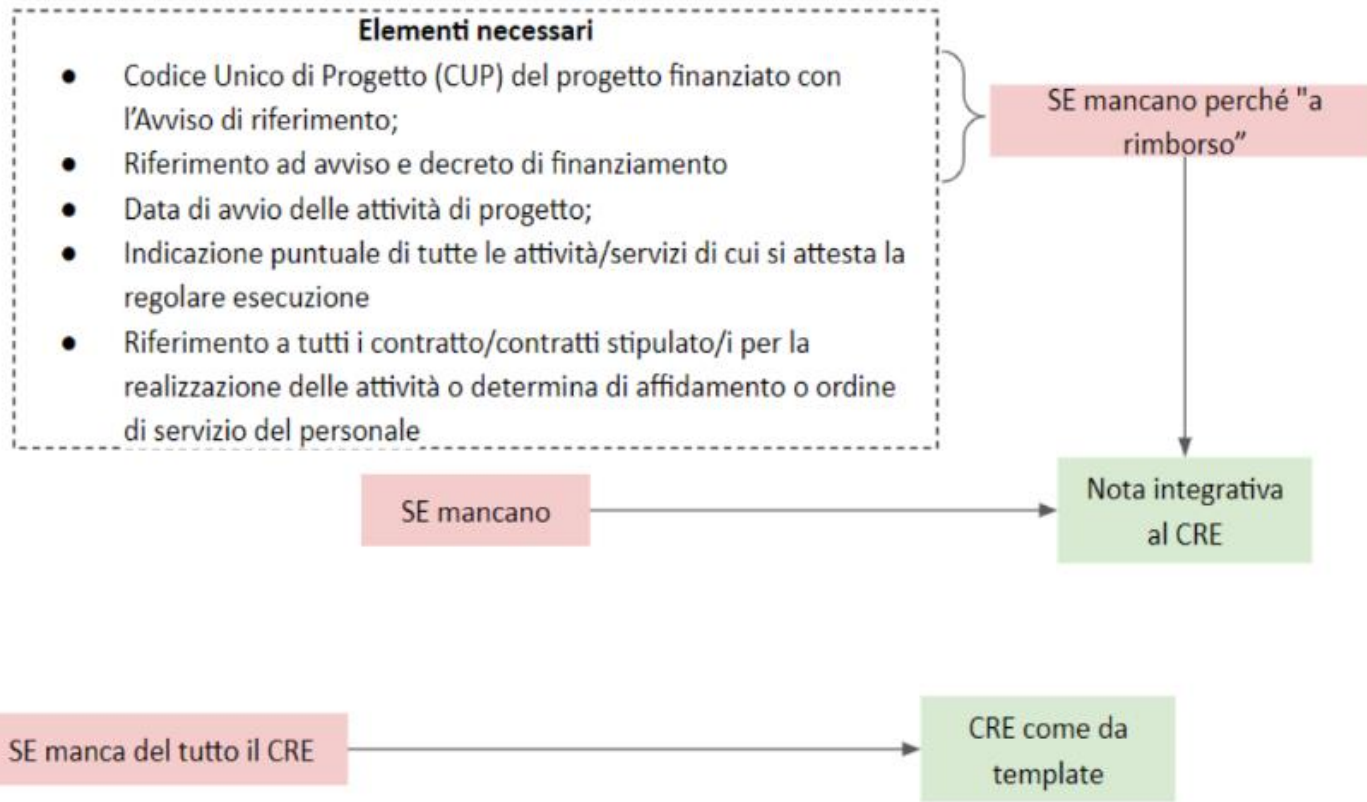 Elementi necessari
● Codice Unico di Progetto (CUP) del progetto finanziato con
l'Avviso di riferimento;
● Riferimento ad avviso e decreto di finanziamento
● Data di avvio delle attività di progetto;
● Indicazione puntuale di tutte le attività/servizi di cui si attesta la
regolare esecuzione
● Riferimento a tutti i contratto/contratti stipulato/i per la
realizzazione delle attività o determina di affidamento o ordine
di servizio del personale
SE mancano perché "a
rimborso”
SE mancano
Nota integrativa
al CRE
SE manca del tutto il CRE
CRE come da
template